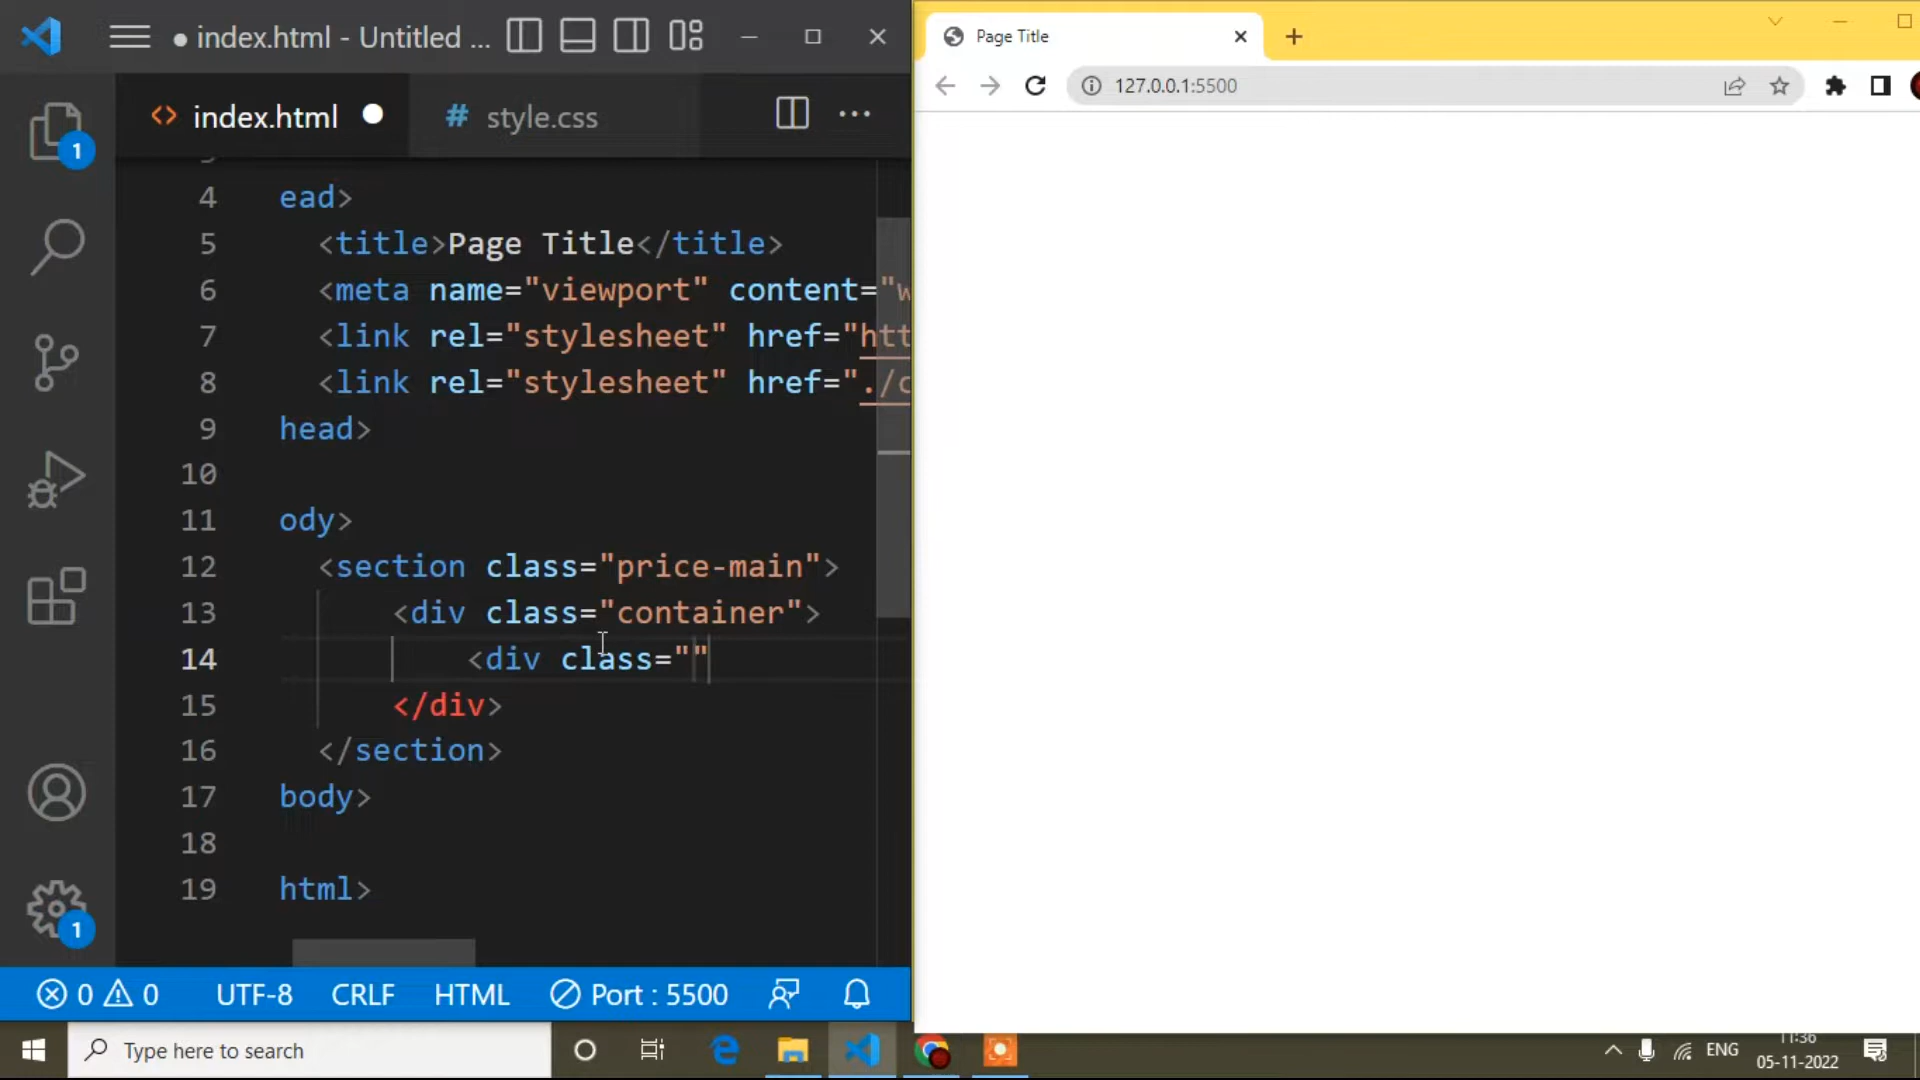 index.html - Untitled ...
index.html
# style.css
1
4 ead>
5 <title>Page Title</title>
6 <meta name="viewport" content="w
7 <link rel="stylesheet" href="htt
8 <link rel="stylesheet" href="./c
9 head>
10
11 ody>
12 <section class="price-main">
13 <div class="container">
14 <div class=""
15 </div>
16 </section>
17 body>
18
19 html>
1
0 0 UTF-8 CRLF HTML Port : 5500
Page Title
127.0.0.1:5500
Type here to search
ENG
11:36
05-11-2022